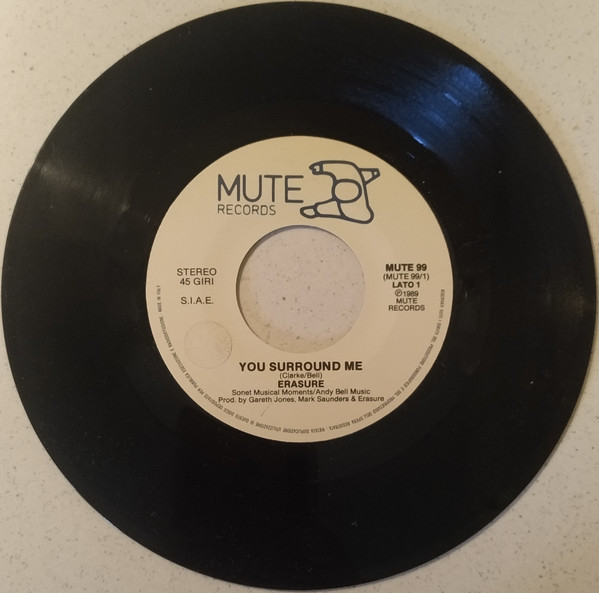 MUTE
RECORDS
STEREO
45 GIRI
S.I.A.E.
MUTE 99
(MUTE 99/1)
LATO 1
℗1989
MUTE
RECORDS
YOU SURROUND ME
(Clarke/Bell)
ERASURE
Sonet Musical Moments/Andy Bell Music
Prod. by Gareth Jones, Mark Saunders & Erasure